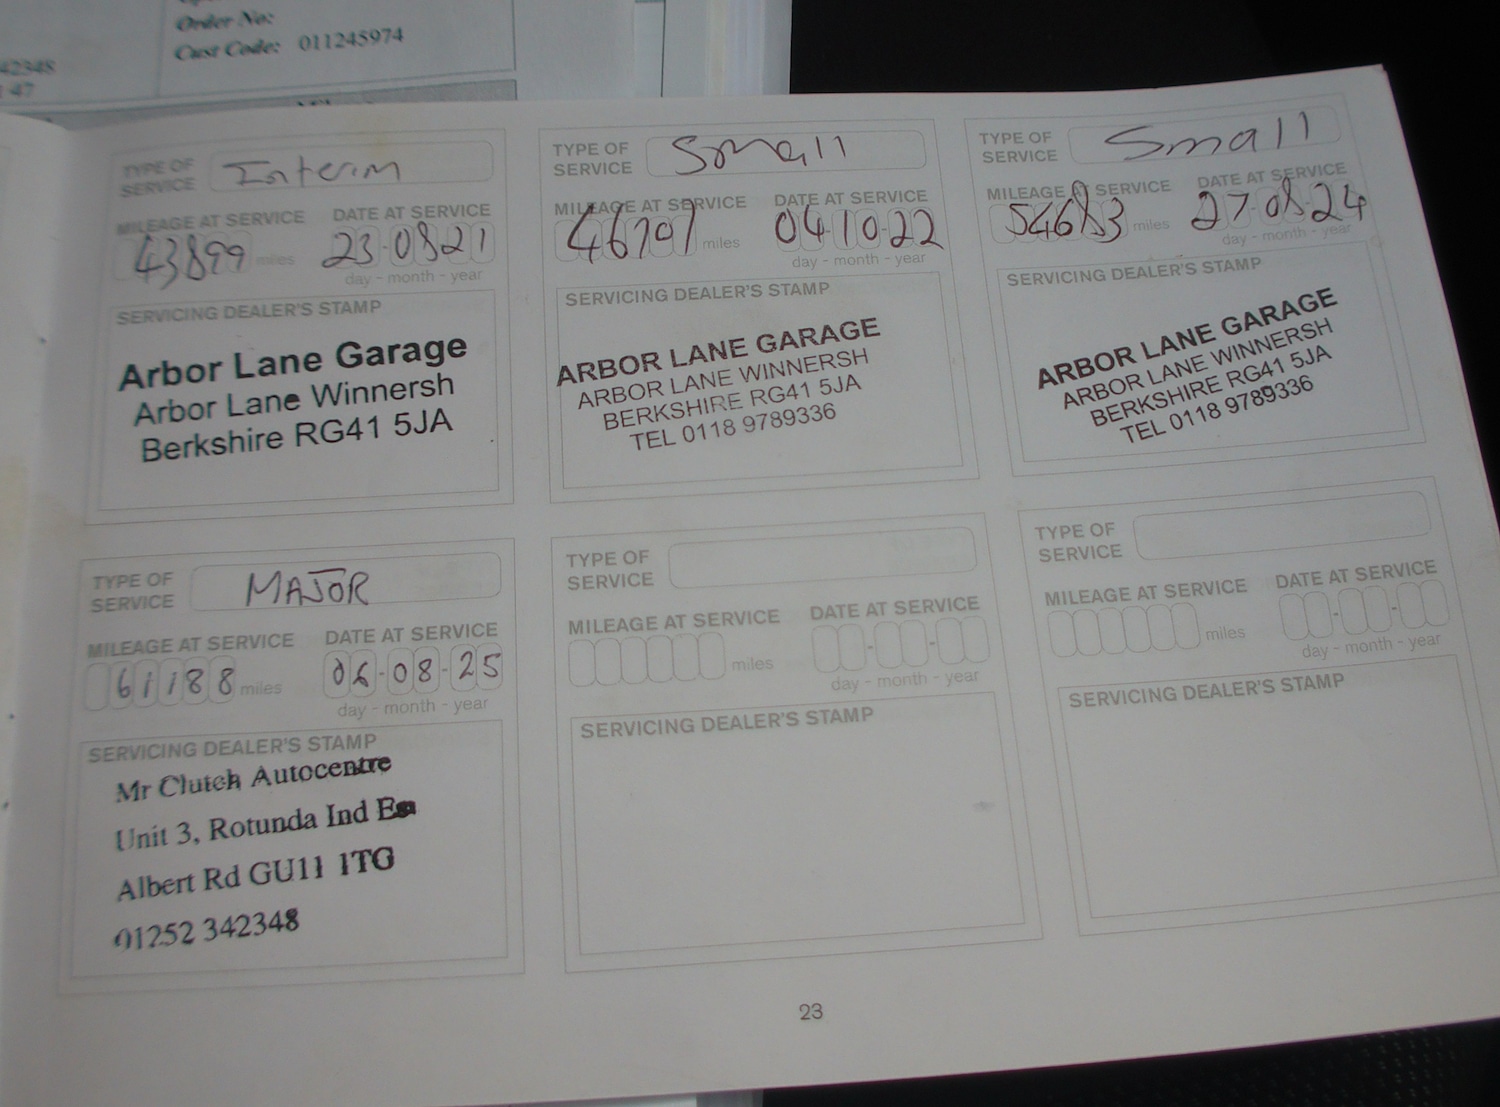 Order No:
Cust Code: 011245974
42348
47
TYPE OF SERVICE Interim
MILEAGE AT SERVICE DATE AT SERVICE
43899 miles 23-08-21
day - month - year
SERVICING DEALER'S STAMP
Arbor Lane Garage
Arbor Lane Winnersh
Berkshire RG41 5JA
TYPE OF SERVICE Small
MILEAGE AT SERVICE DATE AT SERVICE
46707 miles 04-10-22
day - month - year
SERVICING DEALER'S STAMP
ARBOR LANE GARAGE
ARBOR LANE WINNERSH
BERKSHIRE RG41 5JA
TEL 0118 9789336
TYPE OF SERVICE Small
MILEAGE AT SERVICE DATE AT SERVICE
54683 miles 27-08-24
day - month - year
SERVICING DEALER'S STAMP
ARBOR LANE GARAGE
ARBOR LANE WINNERSH
BERKSHIRE RG41 5JA
TEL 0118 9789336
TYPE OF SERVICE MAJOR
MILEAGE AT SERVICE DATE AT SERVICE
61188 miles 06-08-25
day - month - year
SERVICING DEALER'S STAMP
Mr Clutch Autocentre
Unit 3, Rotunda Ind
Albert Rd GU11 1TG
01252 342348
TYPE OF SERVICE
MILEAGE AT SERVICE DATE AT SERVICE
miles
day - month - year
SERVICING DEALER'S STAMP
TYPE OF SERVICE
MILEAGE AT SERVICE DATE AT SERVICE
miles
day - month - year
SERVICING DEALER'S STAMP
23